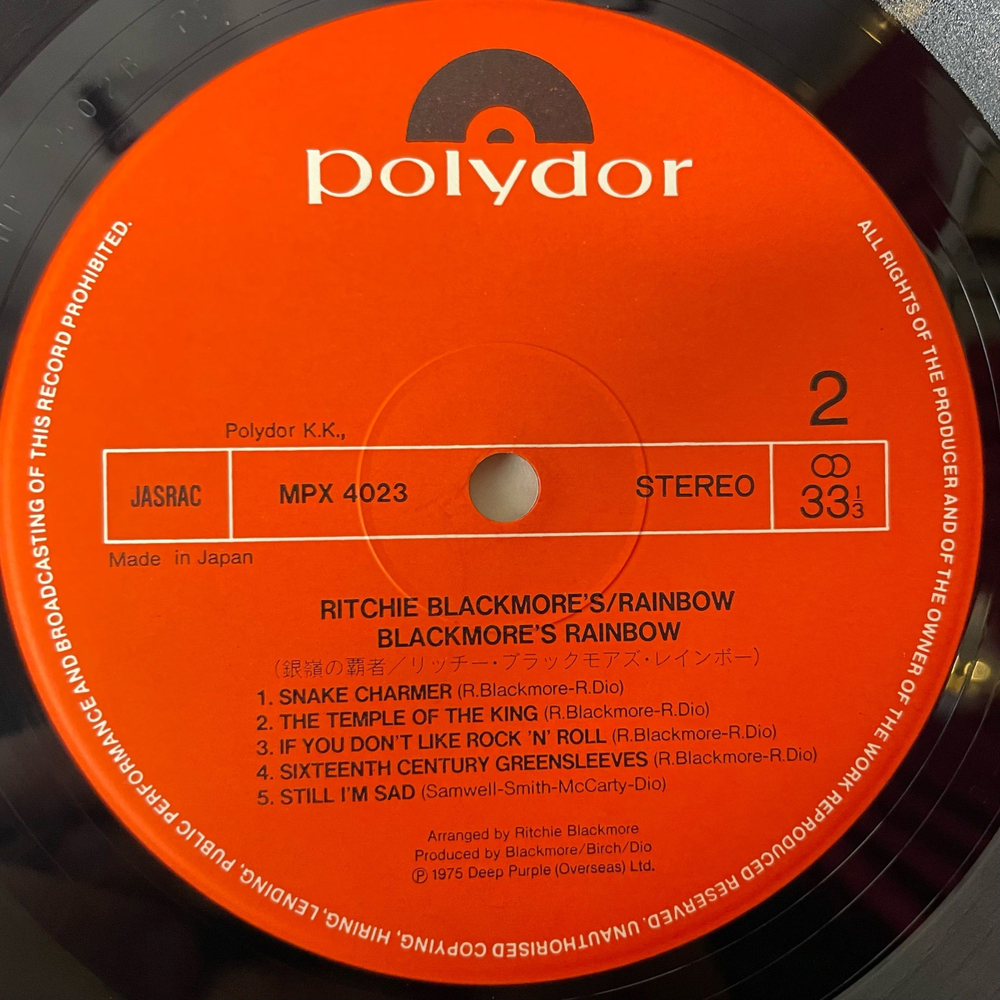 polydor
ALL RIGHTS OF THE PRODUCER AND OF THE OWNER OF THE WORK REPRODUCED RESERVED. UNAUTHORISED COPYING, HIRING, LENDING, PUBLIC PERFORMANCE AND BROADCASTING OF THIS RECORD PROHIBITED.
2
Polydor K.K.,
JASRAC MPX 4023 STEREO 33⅓
Made in Japan
RITCHIE BLACKMORE'S/RAINBOW
BLACKMORE'S RAINBOW
(銀嶺の覇者／リッチー・ブラックモアズ・レインボー)
1. SNAKE CHARMER (R.Blackmore-R.Dio)
2. THE TEMPLE OF THE KING (R.Blackmore-R.Dio)
3. IF YOU DON'T LIKE ROCK 'N' ROLL (R.Blackmore-R.Dio)
4. SIXTEENTH CENTURY GREENSLEEVES (R.Blackmore-R.Dio)
5. STILL I'M SAD (Samwell-Smith-McCarty-Dio)
Arranged by Ritchie Blackmore
Produced by Blackmore/Birch/Dio
℗ 1975 Deep Purple (Overseas) Ltd.